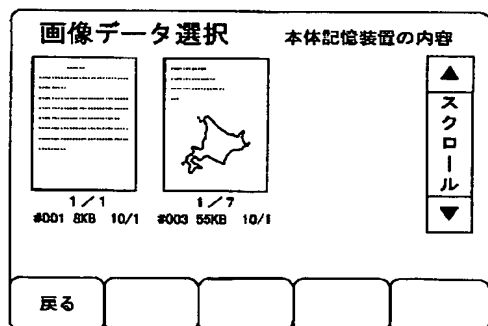 画像データ選択
本体記憶装置の内容
1／1
#001 8KB 10/1
1／7
#003 55KB 10/1
▲
スクロール
▼
戻る